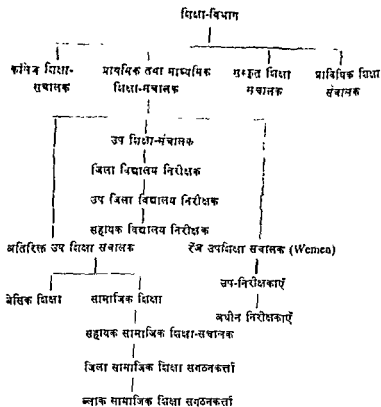 शिक्षा-विभाग
कॉलेज शिक्षा- प्राथमिक तथा माध्यमिक संस्कृत शिक्षा प्राविधिक शिक्षा
संचालक शिक्षा-संचालक संचालक संचालक
उप शिक्षा-संचालक
जिला विद्यालय निरीक्षक
उप जिला विद्यालय निरीक्षक
सहायक विद्यालय निरीक्षक
अतिरिक्त उप शिक्षा संचालक रेंज उपशिक्षा संचालक (Wemen)
बेसिक शिक्षा सामाजिक शिक्षा उप-निरीक्षकाएँ
सहायक सामाजिक शिक्षा-संचालक अधीन निरीक्षकाएँ
जिला सामाजिक शिक्षा संगठनकर्त्ता
ब्लाक सामाजिक शिक्षा संगठनकर्त्ता